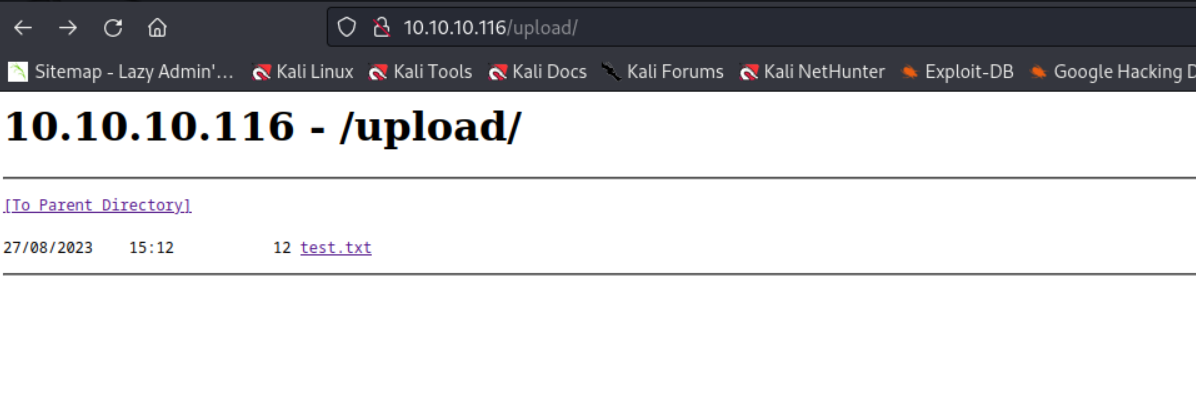 10.10.10.116/upload/
Sitemap - Lazy Admin'... Kali Linux Kali Tools Kali Docs Kali Forums Kali NetHunter Exploit-DB Google Hacking D
10.10.10.116 - /upload/
[To Parent Directory]
27/08/2023 15:12 12 test.txt